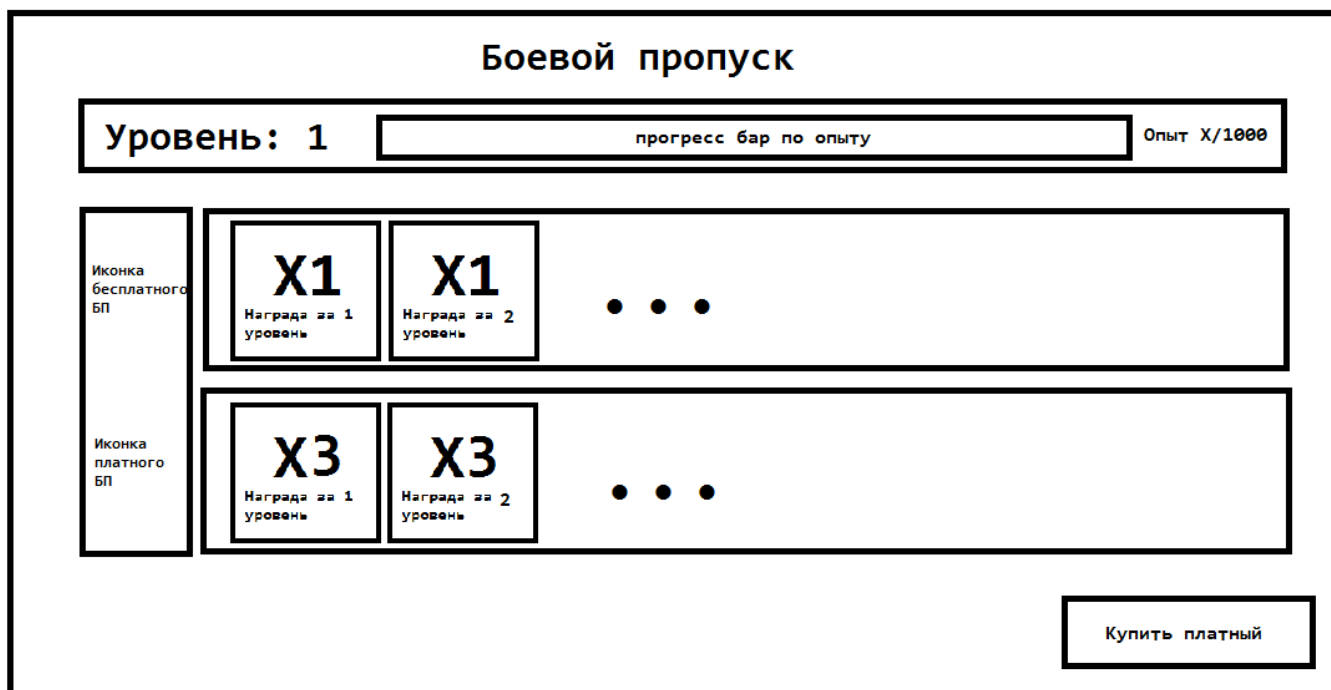 Боевой пропуск
Уровень: 1
прогресс бар по опыту
Опыт X/1000
Иконка
бесплатного
БП
X1
Награда за 1
уровень
X1
Награда за 2
уровень
Иконка
платного
БП
X3
Награда за 1
уровень
X3
Награда за 2
уровень
Купить платный